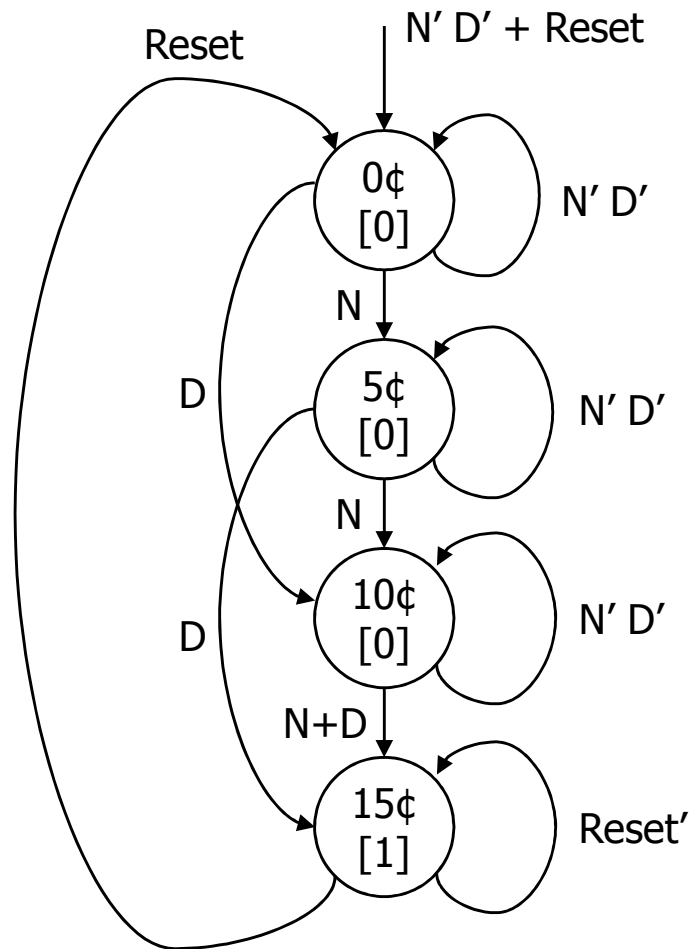 Reset
N′ D′ + Reset
0¢
[0]
N′ D′
N
D
5¢
[0]
N′ D′
N
10¢
[0]
N′ D′
D
N+D
15¢
[1]
Reset′